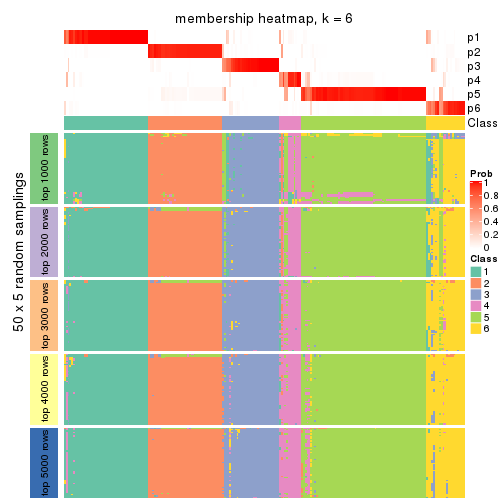 membership heatmap, k = 6
p1
p2
p3
p4
p5
p6
Class
50 x 5 random samplings
top 1000 rows
top 2000 rows
top 3000 rows
top 4000 rows
top 5000 rows
Prob
1
0.8
0.6
0.4
0.2
0
Class
1
2
3
4
5
6